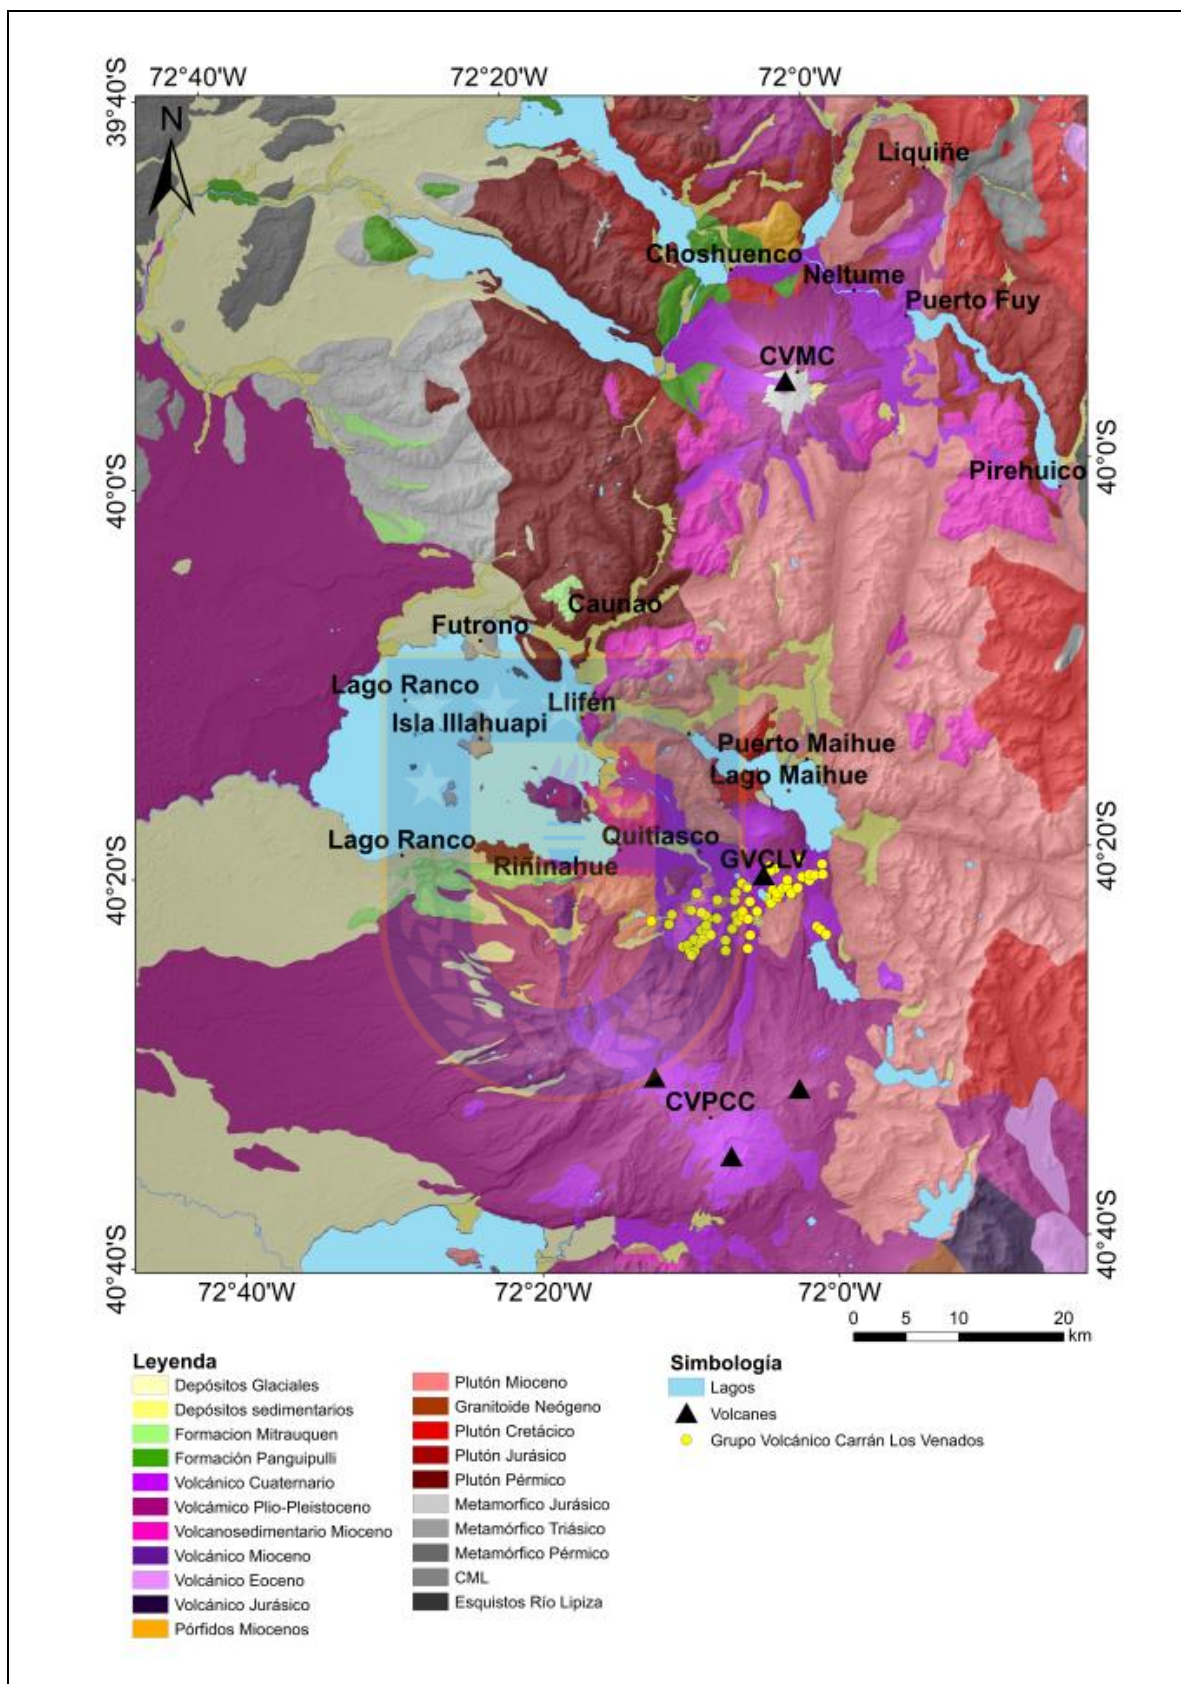 72°40'W 72°20'W 72°0'W
39°40'S
N
Liquiñe
Choshuenco
Neltume
Puerto Fuy
CVMC
40°0'S
40°0'S
Pirehuico
Caunao
Futrono
Lago Ranco
Llifén
Isla Illahuapi
Puerto Maihue
Lago Maihue
Lago Ranco
Quitiasco
Riñinahue
GVCLV
40°20'S
40°20'S
CVPCC
40°40'S
40°40'S
72°40'W 72°20'W 72°0'W
0 5 10 20
km
Leyenda
Depósitos Glaciales
Depósitos sedimentarios
Formacion Mitrauquen
Formación Panguipulli
Volcánico Cuaternario
Volcámico Plio-Pleistoceno
Volcanosedimentario Mioceno
Volcánico Mioceno
Volcánico Eoceno
Volcánico Jurásico
Pórfidos Miocenos
Plutón Mioceno
Granitoide Neógeno
Plutón Cretácico
Plutón Jurásico
Plutón Pérmico
Metamorfico Jurásico
Metamórfico Triásico
Metamórfico Pérmico
CML
Esquistos Río Lipiza
Simbología
Lagos
Volcanes
Grupo Volcánico Carrán Los Venados